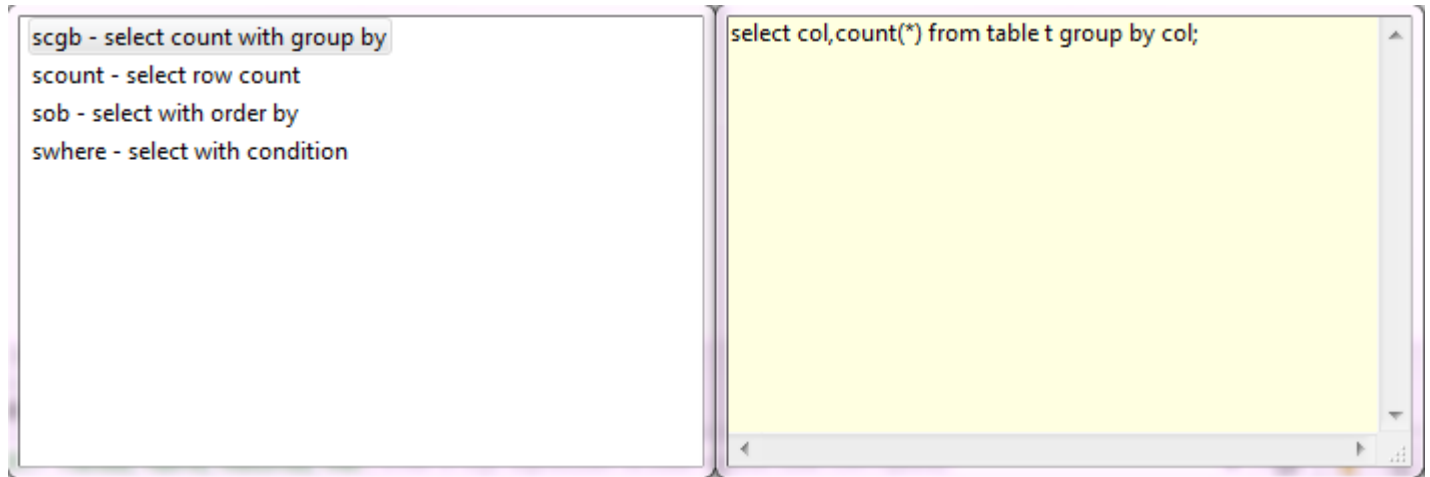 scgb - select count with group by
scount - select row count
sob - select with order by
swhere - select with condition
select col,count(*) from table t group by col;